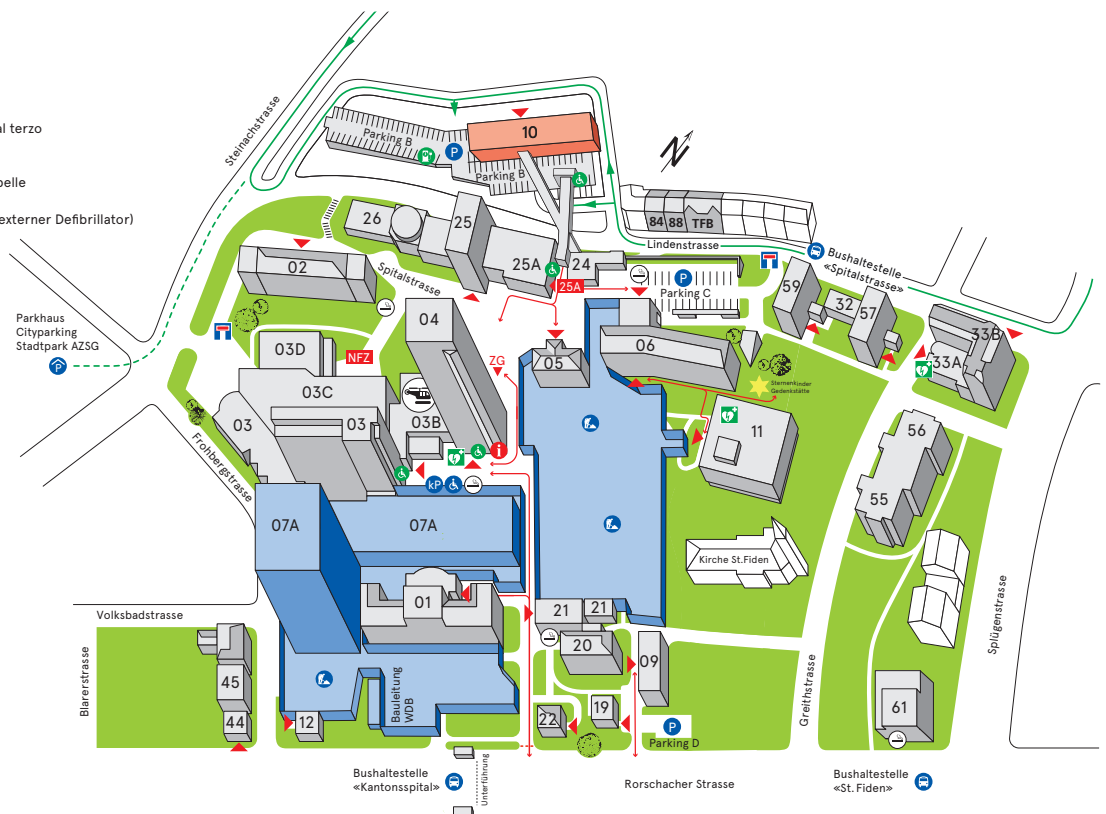 al terzo
pelle
externer Defibrillator)
Steinachstrasse
Parking B
P
10
Parking B
N
84 88 TFB
Lindenstrasse
Bushaltestelle
«Spitalstrasse»
26
25
25A
24
25A
P
Parking C
02
Spitalstrasse
59
32
57
33B
33A
Parkhaus
Cityparking
Stadtpark AZSG
P
04
03D
NFZ
ZG
05
06
Sternenkinder
Gedenkstätte
03C
03
03
03B
i
kP
11
56
55
Frohbergstrasse
07A
07A
Kirche St.Fiden
Volksbadstrasse
01
21
21
20
09
Blarerstrasse
45
44
12
Bauleitung
WDB
22
19
P
Parking D
61
Greithstrasse
Splügenstrasse
Bushaltestelle
«Kantonsspital»
Unterführung
Rorschacher Strasse
Bushaltestelle
«St. Fiden»